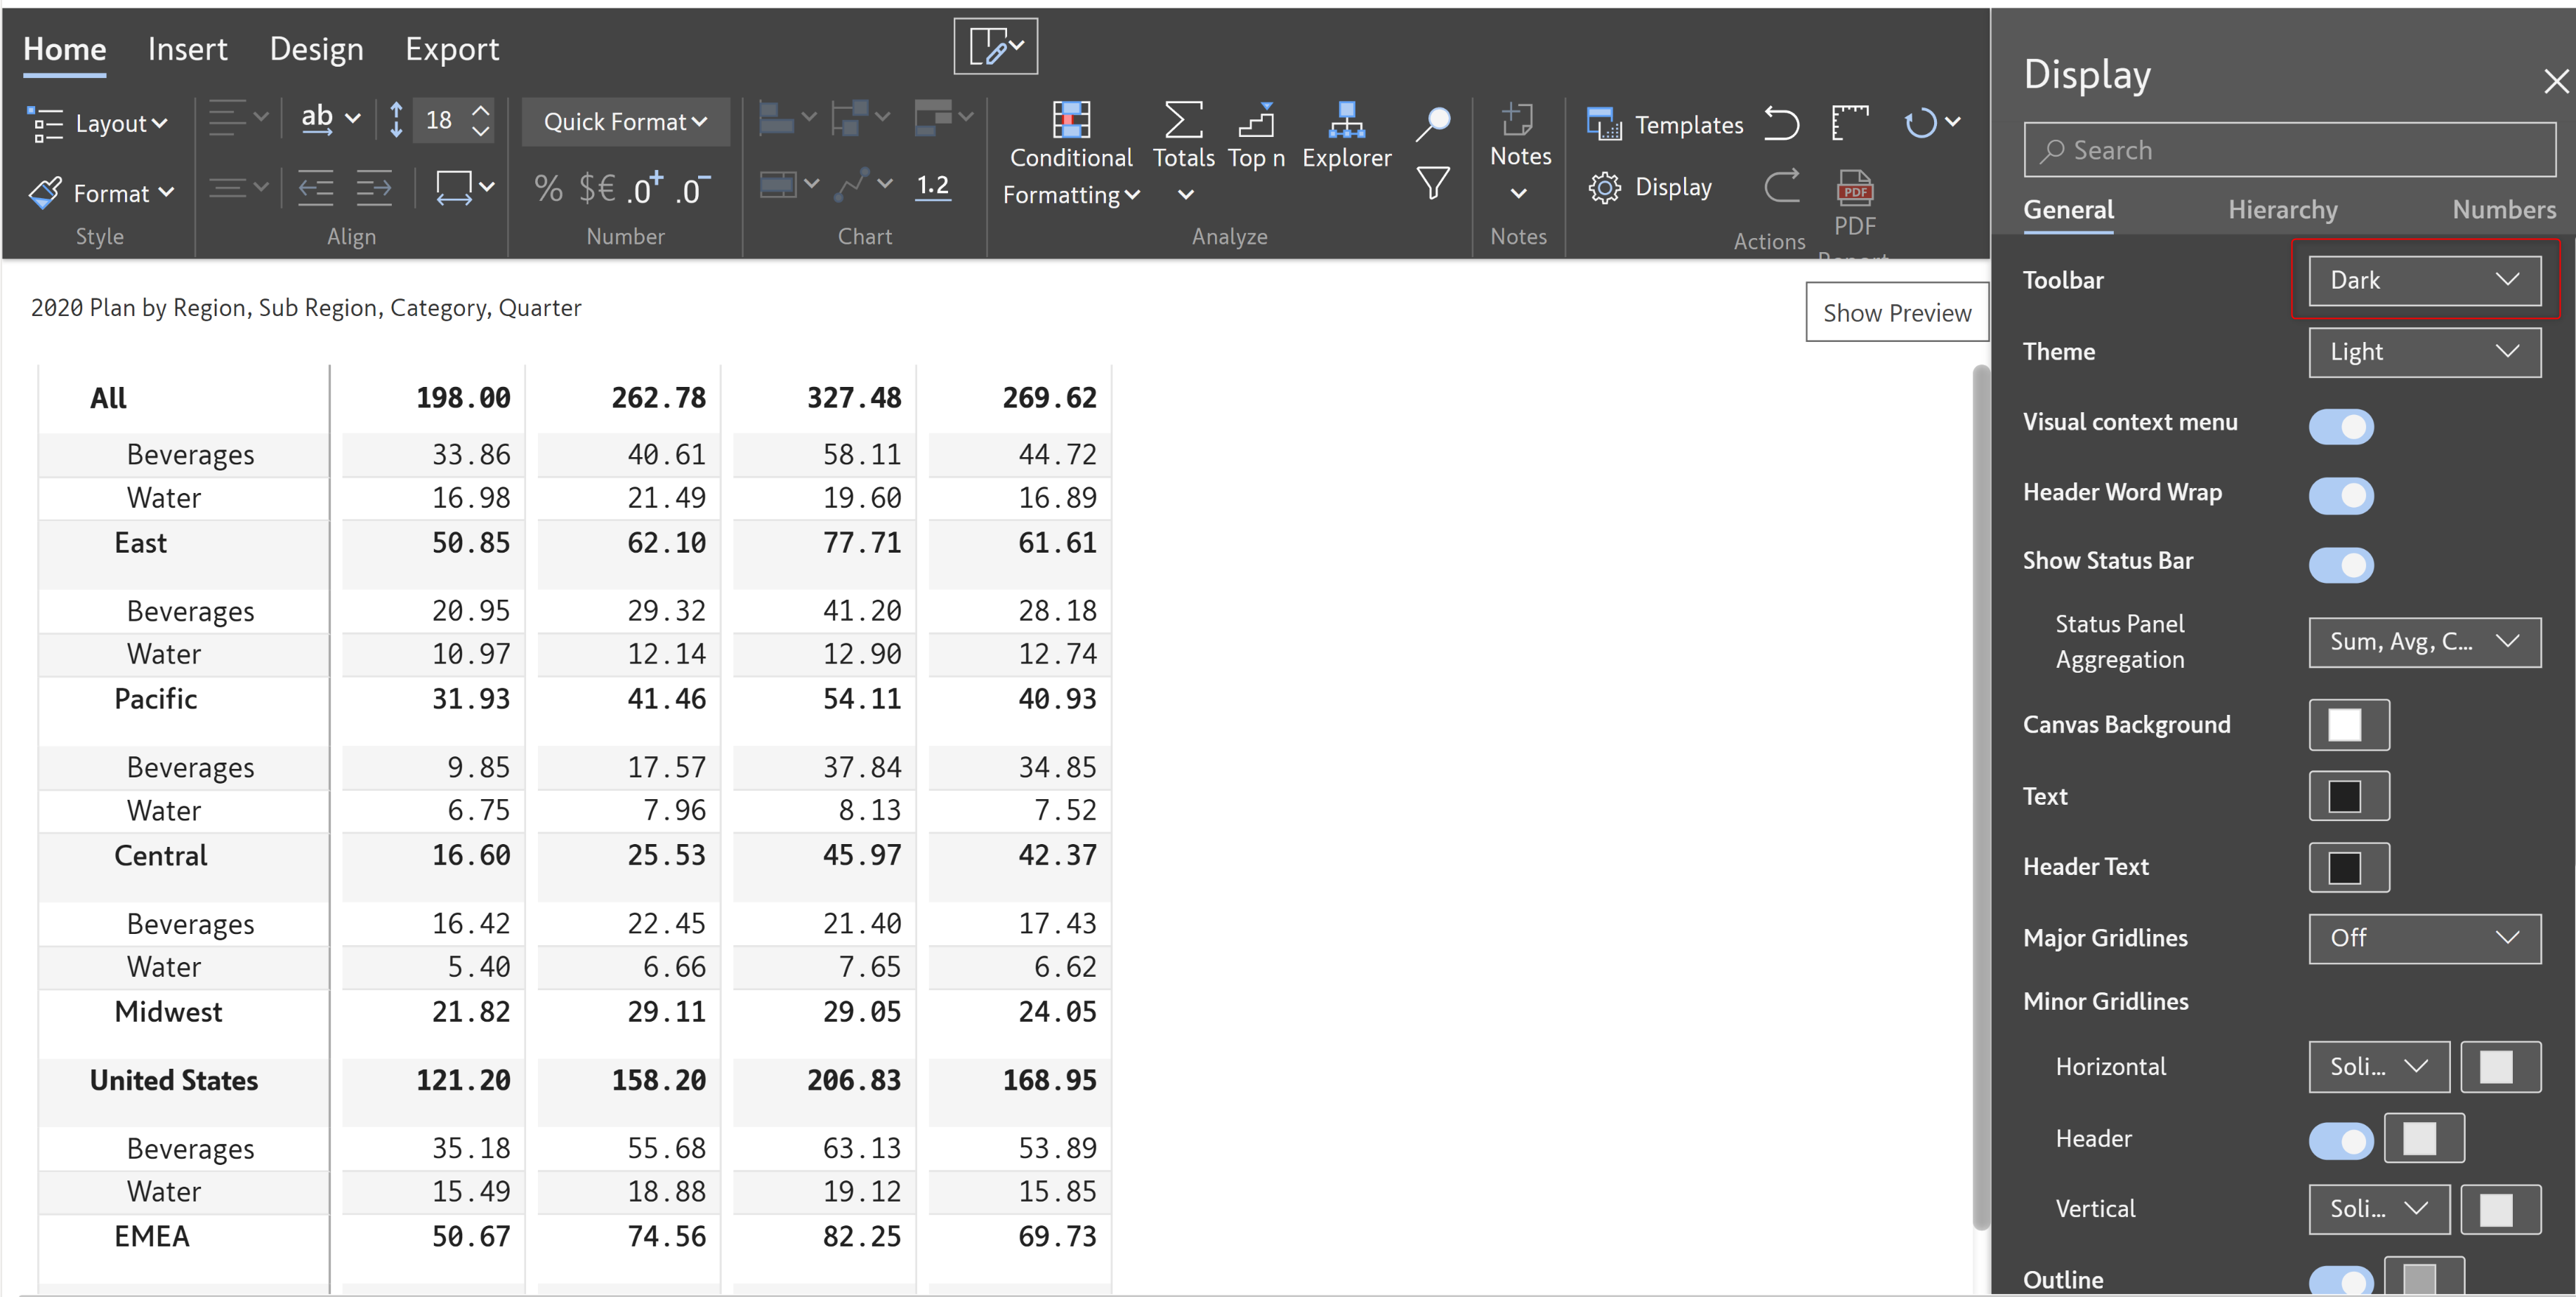 Home Insert Design Export
Layout ab 18 Quick Format Conditional Formatting Totals Top n Explorer Notes Templates
Format % $€ .0+ .0- 1.2 Display PDF
Style Align Number Chart Analyze Notes Actions PDF Report
2020 Plan by Region, Sub Region, Category, Quarter
Show Preview
All 198.00 262.78 327.48 269.62
Beverages 33.86 40.61 58.11 44.72
Water 16.98 21.49 19.60 16.89
East 50.85 62.10 77.71 61.61
Beverages 20.95 29.32 41.20 28.18
Water 10.97 12.14 12.90 12.74
Pacific 31.93 41.46 54.11 40.93
Beverages 9.85 17.57 37.84 34.85
Water 6.75 7.96 8.13 7.52
Central 16.60 25.53 45.97 42.37
Beverages 16.42 22.45 21.40 17.43
Water 5.40 6.66 7.65 6.62
Midwest 21.82 29.11 29.05 24.05
United States 121.20 158.20 206.83 168.95
Beverages 35.18 55.68 63.13 53.89
Water 15.49 18.88 19.12 15.85
EMEA 50.67 74.56 82.25 69.73
Display
Search
General Hierarchy Numbers
Toolbar Dark
Theme Light
Visual context menu
Header Word Wrap
Show Status Bar
Status Panel
Aggregation Sum, Avg, C...
Canvas Background
Text
Header Text
Major Gridlines Off
Minor Gridlines
Horizontal Soli...
Header
Vertical Soli...
Outline